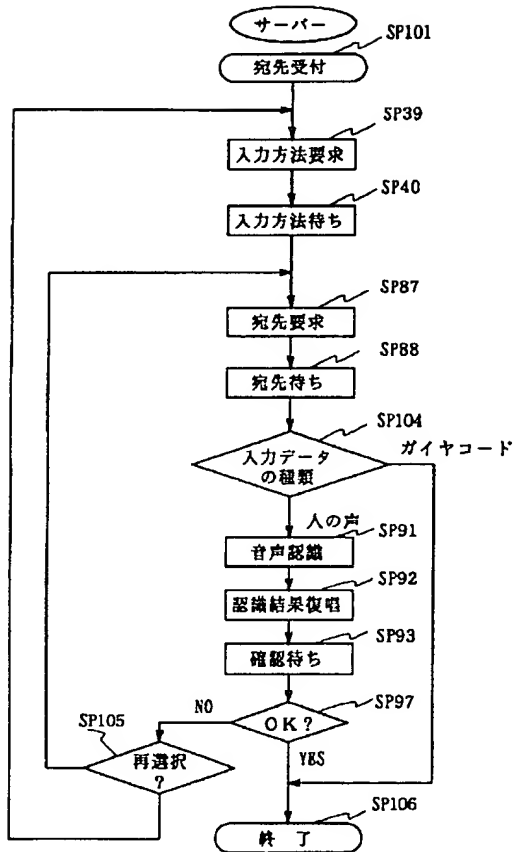 サーバー
SP101
宛先受付
SP39
入力方法要求
SP40
入力方法待ち
SP87
宛先要求
SP88
宛先待ち
SP104
ガイヤコード
入力データ
の種類
人の声
SP91
音声認識
SP92
認識結果復唱
SP93
確認待ち
SP97
NO
OK?
SP105
YES
再選択
?
SP106
終 了